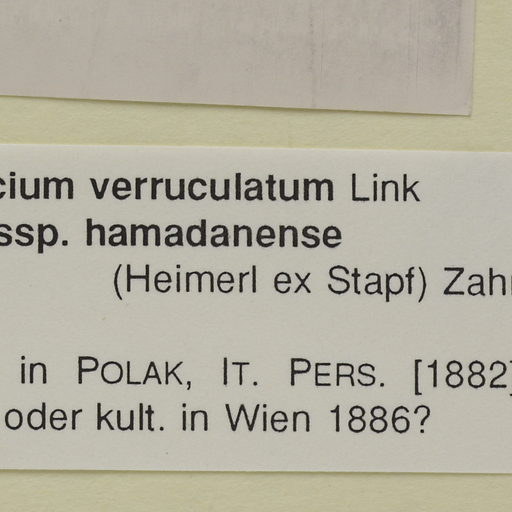 cium verruculatum Link
ssp. hamadanense
(Heimerl ex Stapf) Zah
in POLAK, IT. PERS. [1882]
oder kult. in Wien 1886?